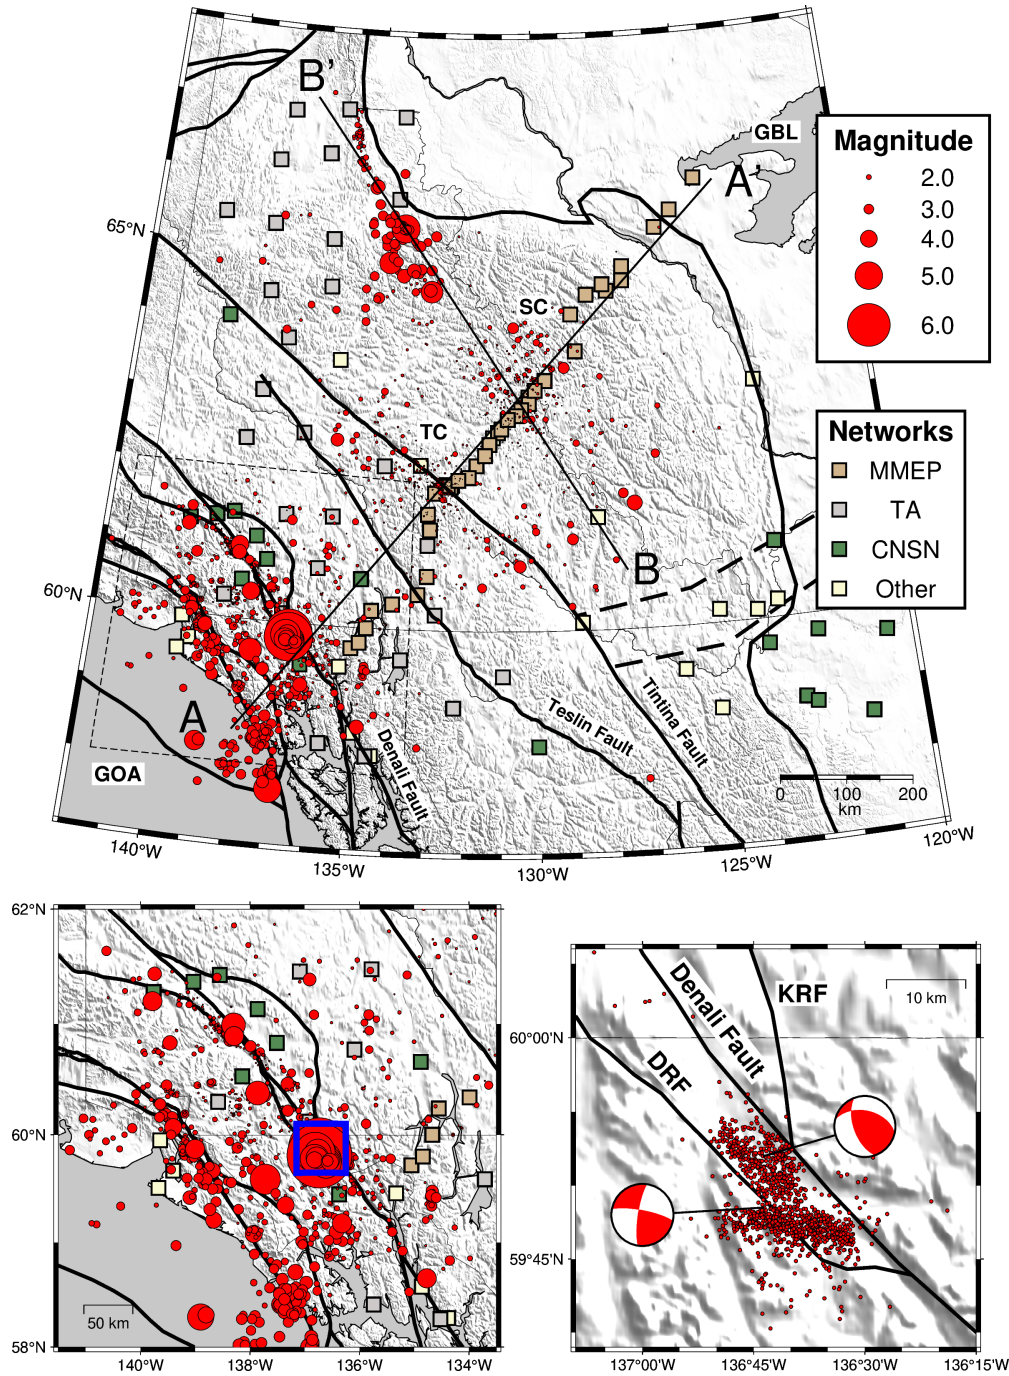 B'
GBL
A'
65°N
SC
TC
60°N
B
A
GOA
Denali Fault
Teslin Fault
Tintina Fault
0 100 200
km
140°W
135°W
130°W
125°W
120°W
Magnitude
2.0
3.0
4.0
5.0
6.0
Networks
MMEP
TA
CNSN
Other
62°N
60°N
58°N
50 km
140°W
138°W
136°W
134°W
KRF
Denali Fault
DRF
10 km
60°00'N
59°45'N
137°00'W
136°45'W
136°30'W
136°15'W